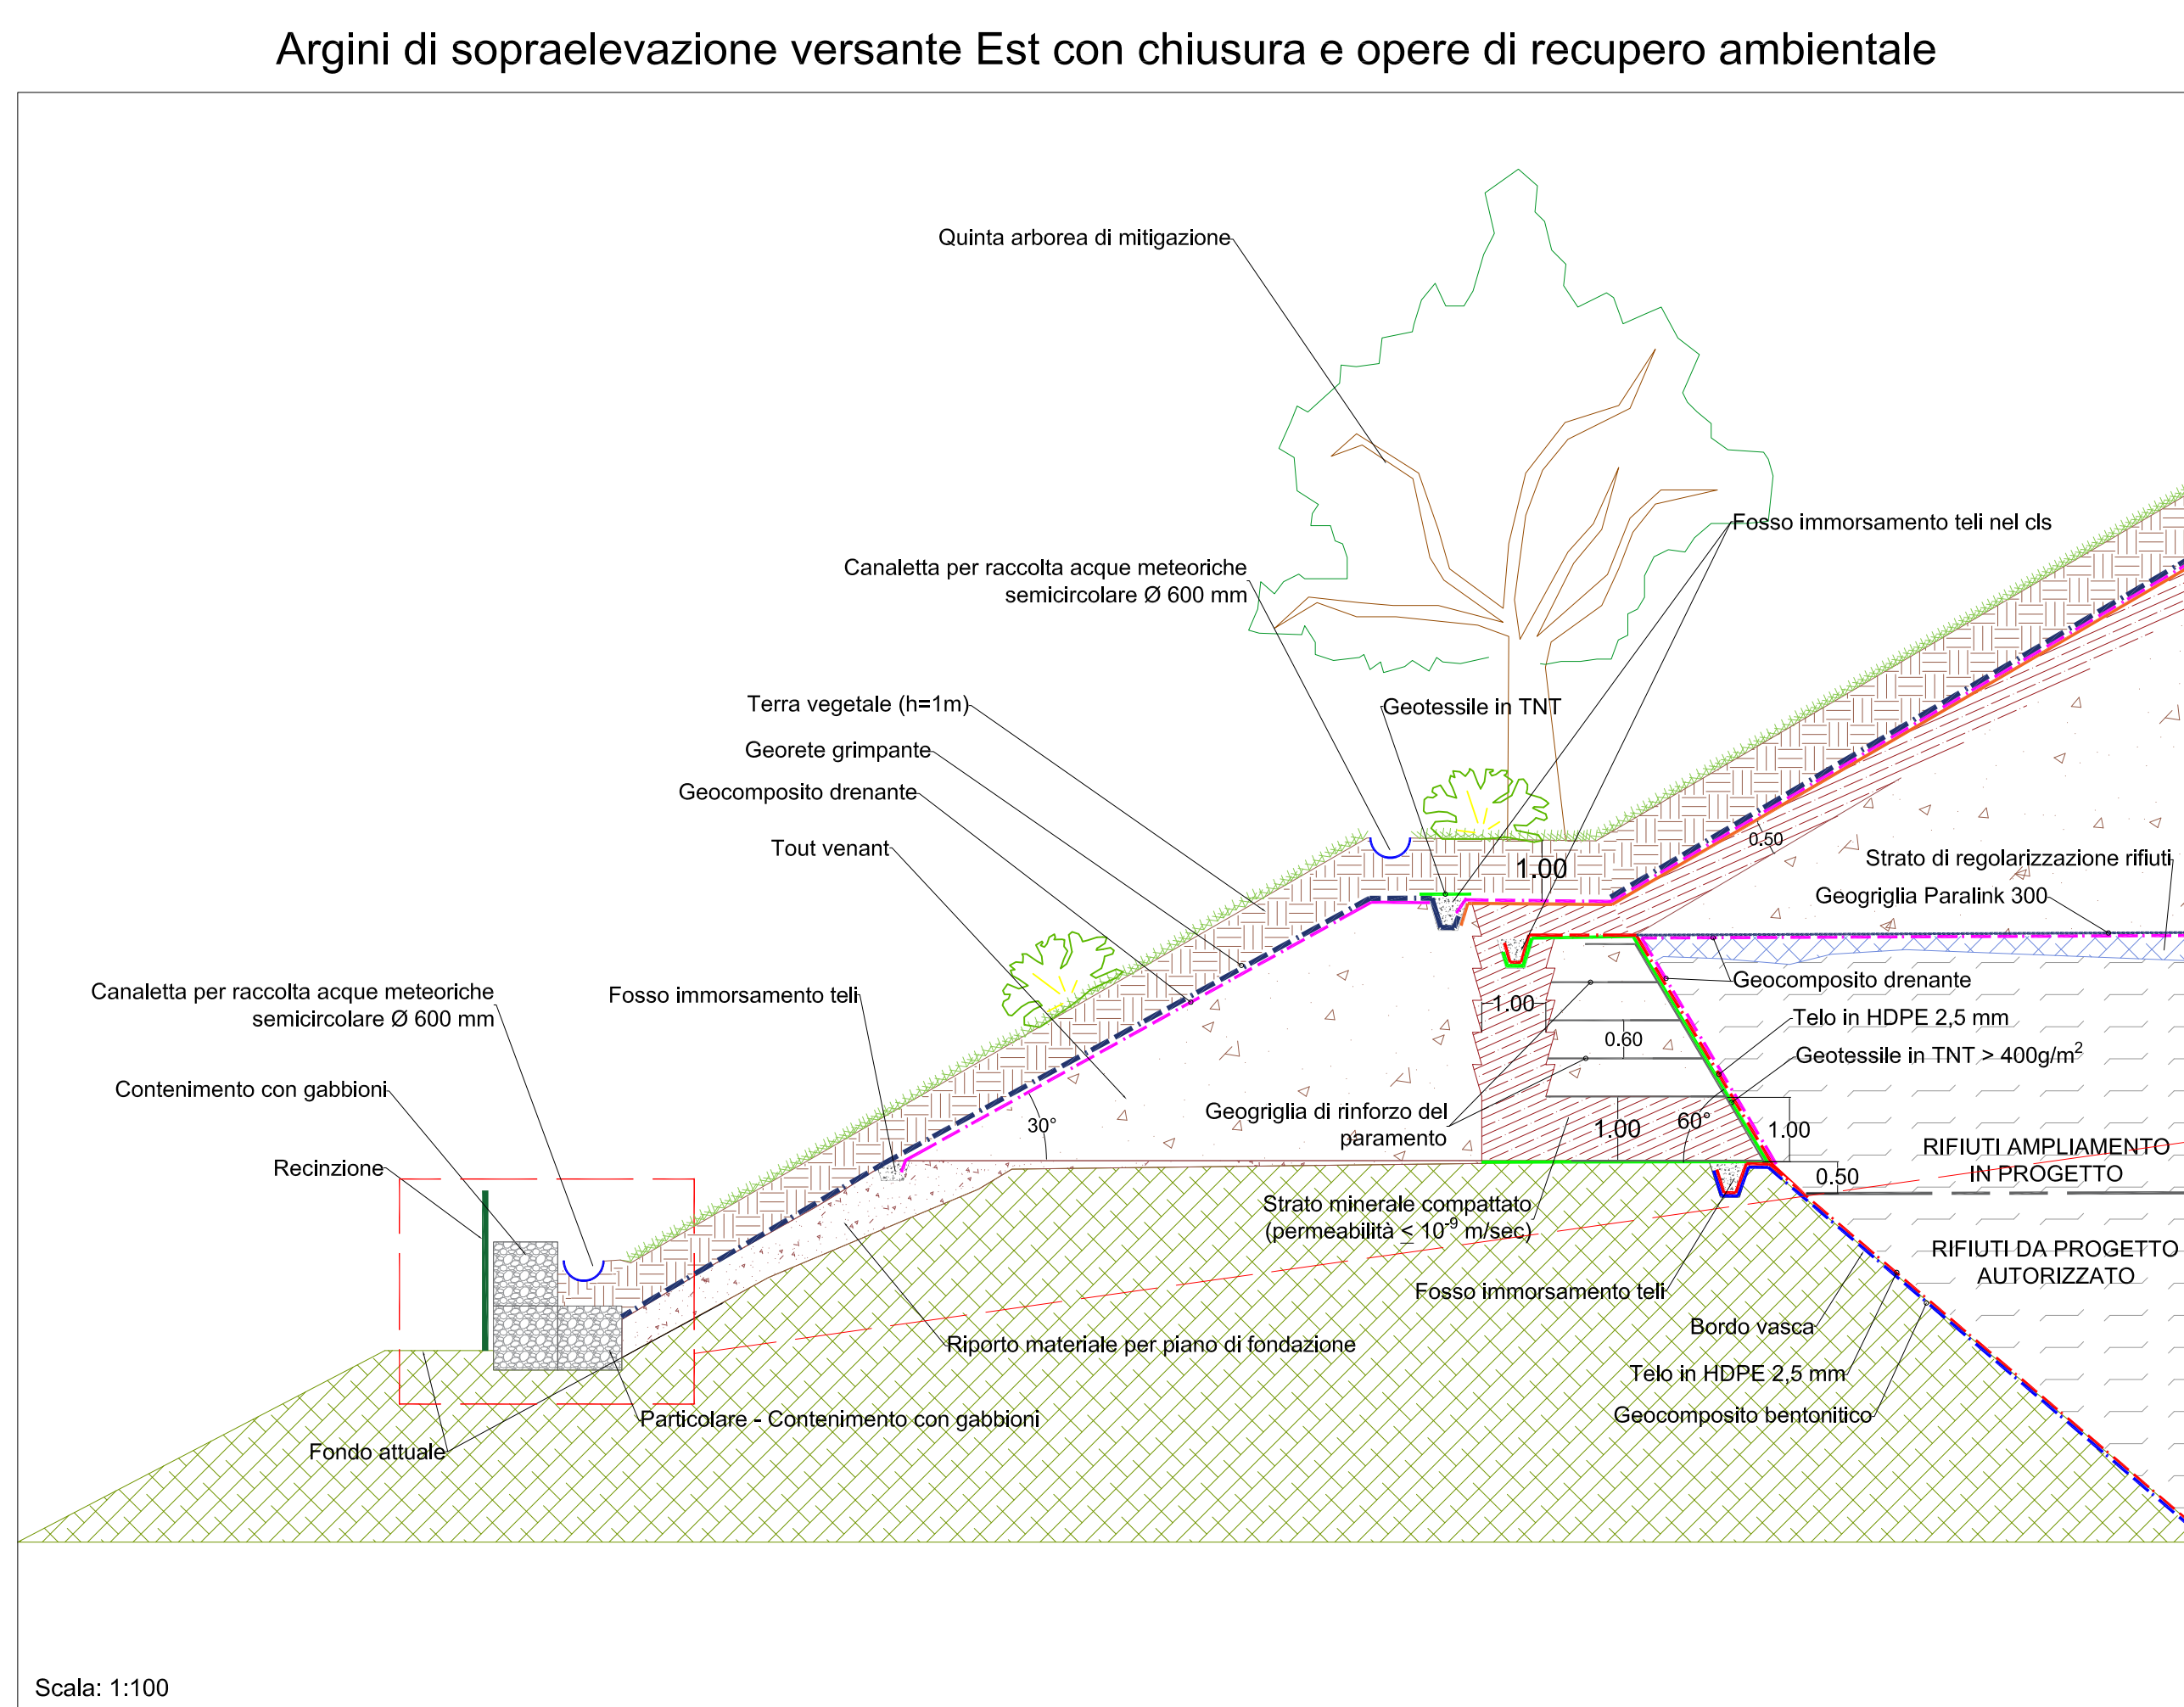 Argini di sopraelevazione versante Est con chiusura e opere di recupero ambientale
Quinta arborea di mitigazione
Fosso immorsamento teli nel cls
Canaletta per raccolta acque meteoriche
semicircolare Ø 600 mm
Terra vegetale (h=1m)
Geotessile in TNT
Georete grimpante
Geocomposito drenante
Tout venant
1.00
0.50
Strato di regolarizzazione rifiuti
Geogriglia Paralink 300
Canaletta per raccolta acque meteoriche
semicircolare Ø 600 mm
Fosso immorsamento teli
Geocomposito drenante
1.00
Telo in HDPE 2,5 mm
0.60
Geotessile in TNT > 400g/m²
Contenimento con gabbioni
Geogriglia di rinforzo del
paramento
30°
1.00
60°
1.00
RIFIUTI AMPLIAMENTO
IN PROGETTO
Recinzione
0.50
Strato minerale compattato
(permeabilità ≤ 10⁻⁹ m/sec)
RIFIUTI DA PROGETTO
AUTORIZZATO
Fosso immorsamento teli
Bordo vasca
Riporto materiale per piano di fondazione
Telo in HDPE 2,5 mm
Geocomposito bentonitico
Particolare - Contenimento con gabbioni
Fondo attuale
Scala: 1:100